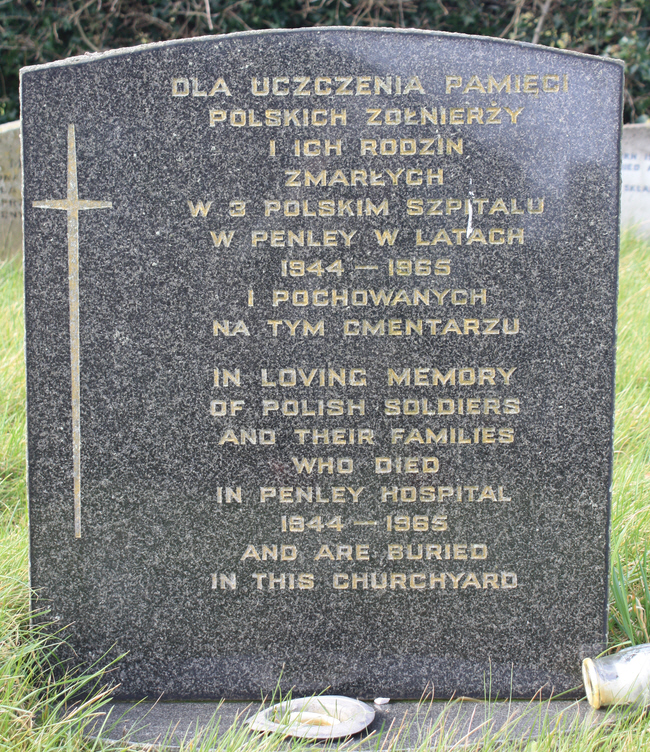 DLA UCZCZENIA PAMIĘCI
POLSKICH ŻOŁNIERZY
I ICH RODZIN
ZMARŁYCH
W 3 POLSKIM SZPITALU
W PENLEY W LATACH
1944 — 1965
I POCHOWANYCH
NA TYM CMENTARZU
IN LOVING MEMORY
OF POLISH SOLDIERS
AND THEIR FAMILIES
WHO DIED
IN PENLEY HOSPITAL
1944 — 1965
AND ARE BURIED
IN THIS CHURCHYARD